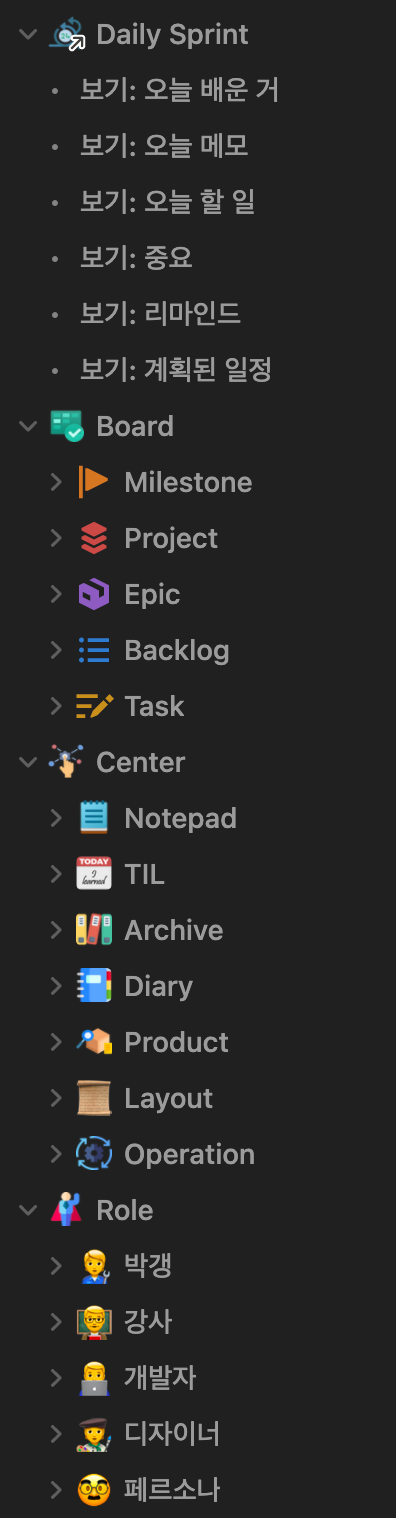 Daily Sprint
보기: 오늘 배운 거
보기: 오늘 메모
보기: 오늘 할 일
보기: 중요
보기: 리마인드
보기: 계획된 일정
Board
Milestone
Project
Epic
Backlog
Task
Center
Notepad
TODAY
I learned
TIL
Archive
Diary
Product
Layout
Operation
Role
박갱
강사
개발자
디자이너
페르소나